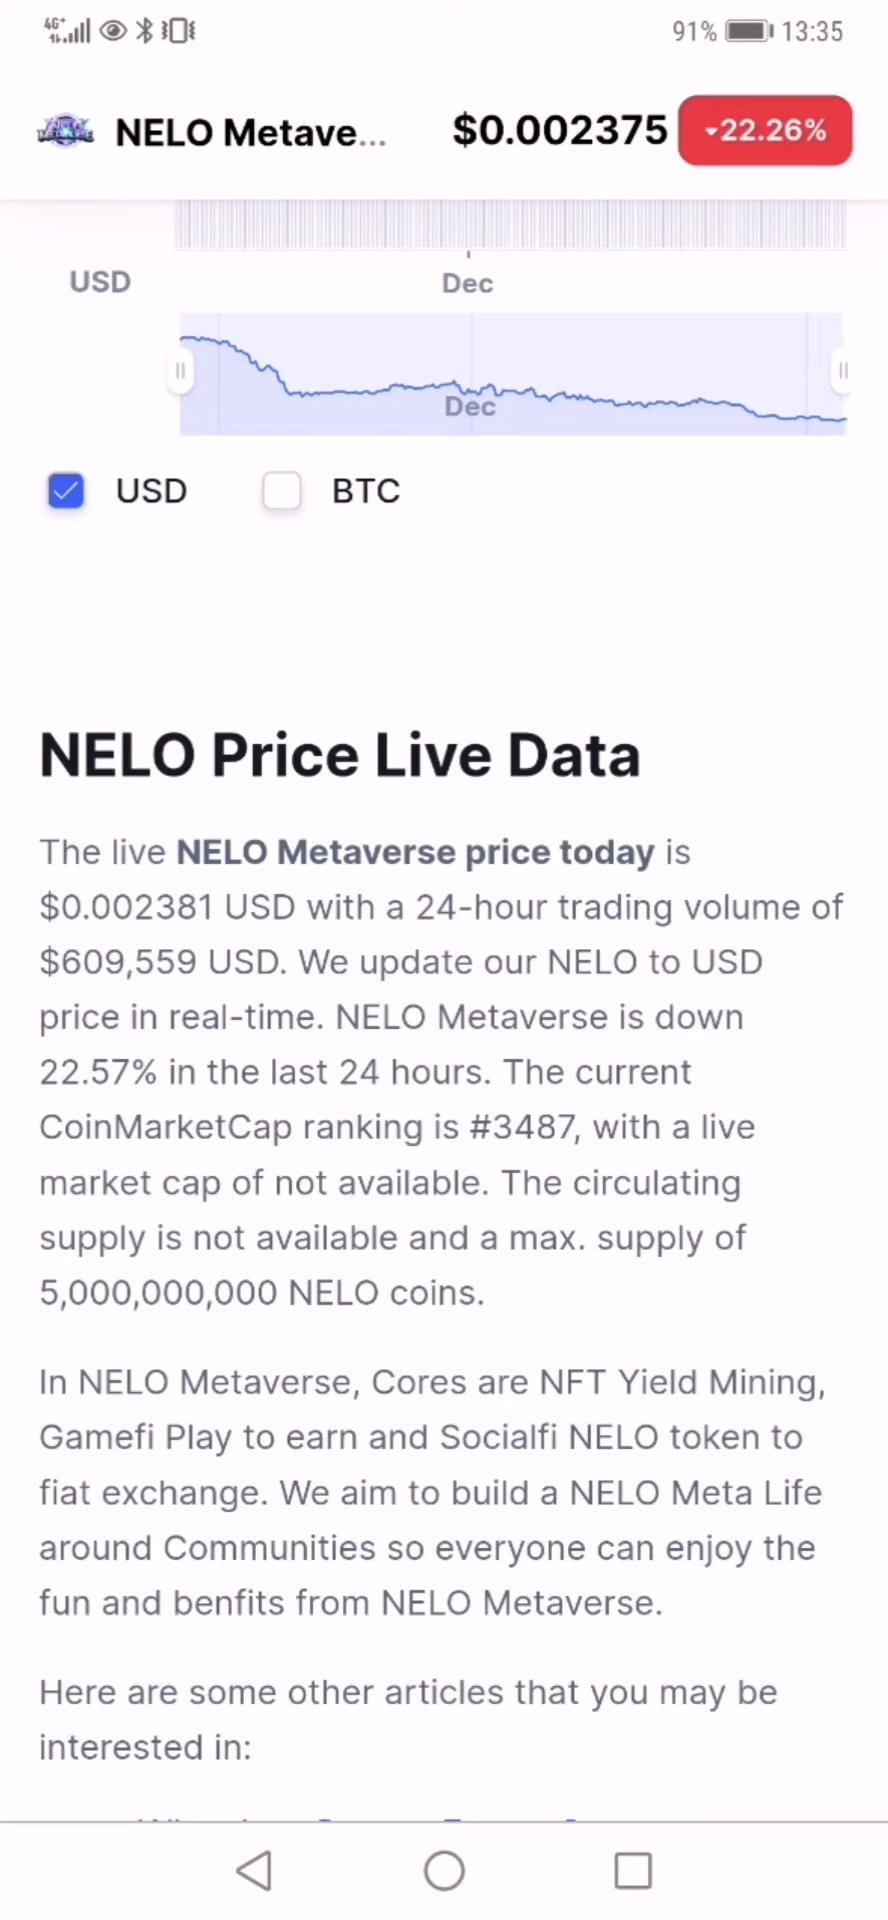 4G+
91% 13:35
NELO Metave... $0.002375 22.26%
USD Dec
Dec
USD BTC
NELO Price Live Data
The live NELO Metaverse price today is
$0.002381 USD with a 24-hour trading volume of
$609,559 USD. We update our NELO to USD
price in real-time. NELO Metaverse is down
22.57% in the last 24 hours. The current
CoinMarketCap ranking is #3487, with a live
market cap of not available. The circulating
supply is not available and a max. supply of
5,000,000,000 NELO coins.
In NELO Metaverse, Cores are NFT Yield Mining,
Gamefi Play to earn and Socialfi NELO token to
fiat exchange. We aim to build a NELO Meta Life
around Communities so everyone can enjoy the
fun and benfits from NELO Metaverse.
Here are some other articles that you may be
interested in: